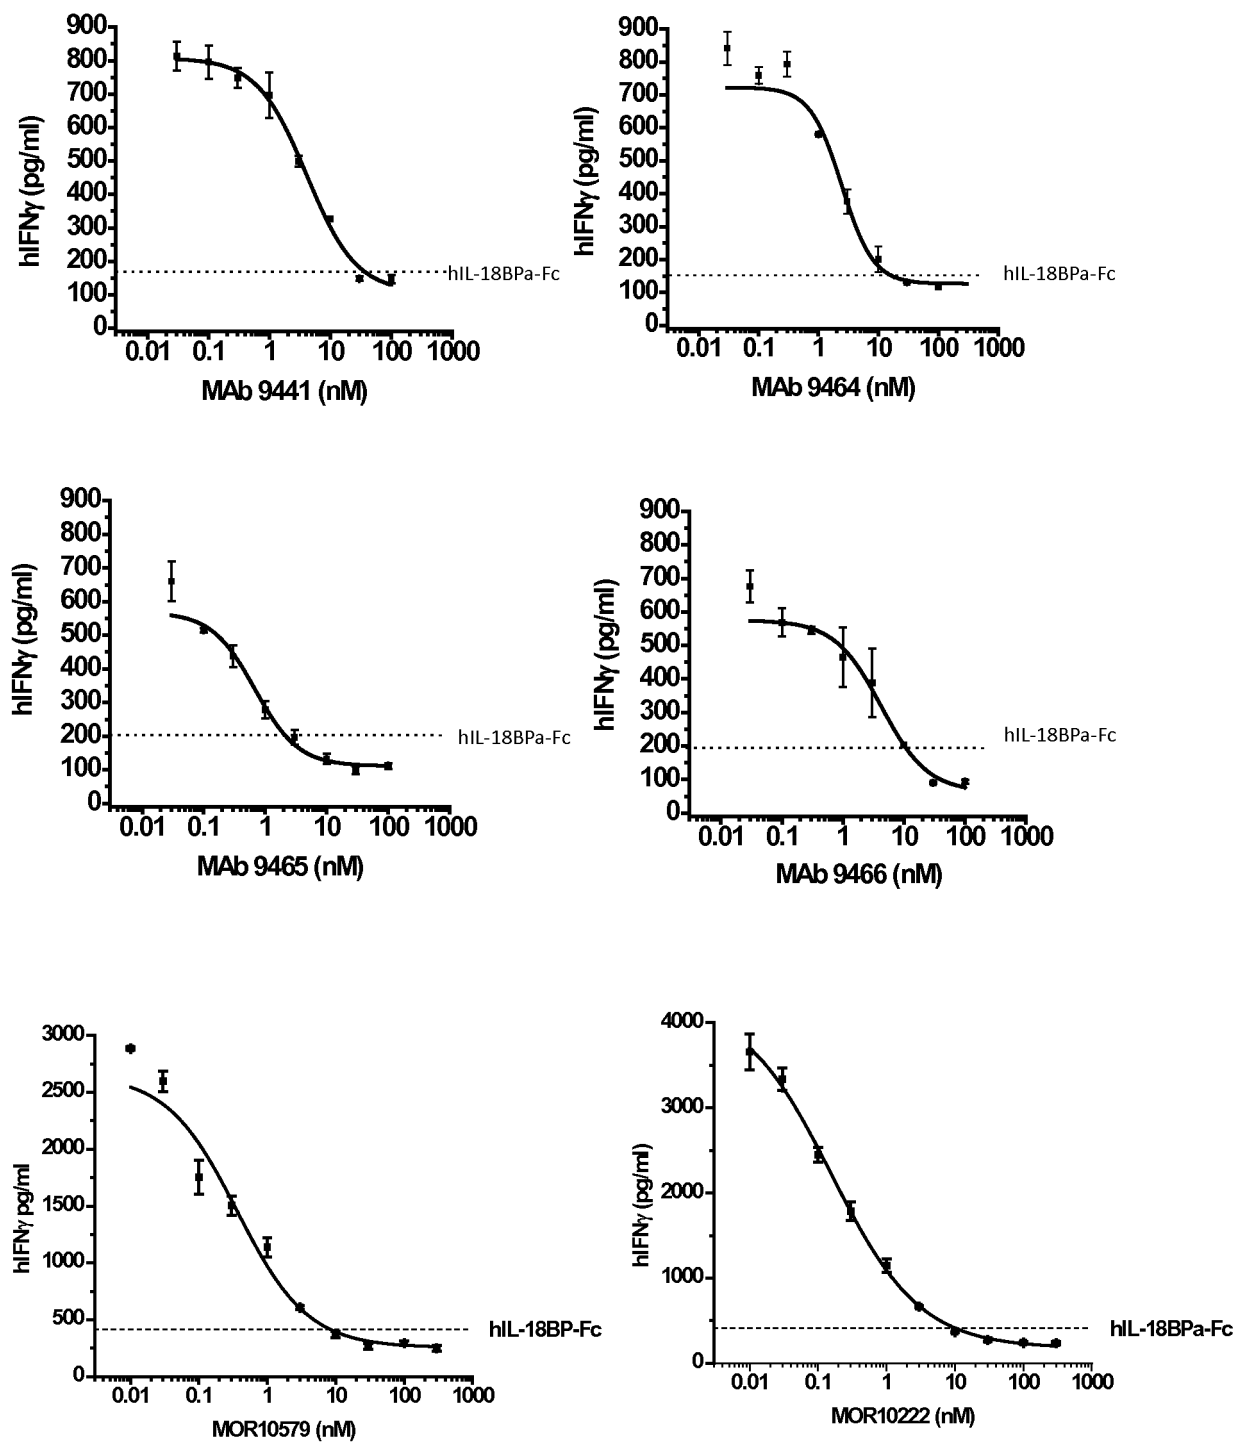 900
800
700
600
500
400
300
200
100
0
hIFNγ (pg/ml)
hIL-18BPa-Fc
0.01 0.1 1 10 100 1000
MAb 9441 (nM)
900
800
700
600
500
400
300
200
100
0
hIFNγ (pg/ml)
hIL-18BPa-Fc
0.01 0.1 1 10 100 1000
MAb 9464 (nM)
900
800
700
600
500
400
300
200
100
0
hIFNγ (pg/ml)
hIL-18BPa-Fc
0.01 0.1 1 10 100 1000
MAb 9465 (nM)
900
800
700
600
500
400
300
200
100
0
hIFNγ (pg/ml)
hIL-18BPa-Fc
0.01 0.1 1 10 100 1000
MAb 9466 (nM)
3000
2500
2000
1500
1000
500
0
hIFNγ pg/ml
hIL-18BP-Fc
0.01 0.1 1 10 100 1000
MOR10579 (nM)
4000
3000
2000
1000
0
hIFNγ (pg/ml)
hIL-18BPa-Fc
0.01 0.1 1 10 100 1000
MOR10222 (nM)